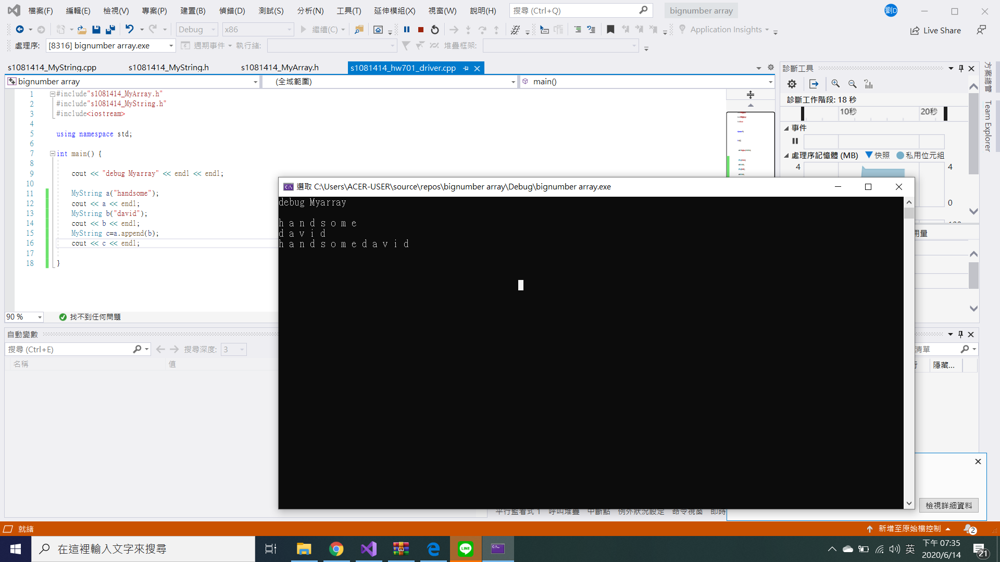 檔案(F) 編輯(E) 檢視(V) 專案(P) 建置(B) 偵錯(D) 測試(S) 分析(N) 工具(T) 延伸模組(X) 視窗(W) 說明(H) 搜尋 (Ctrl+Q) bignumber array 劉D
Debug x86 繼續(C) Application Insights Live Share
處理序: [8316] bignumber array.exe 週期事件 執行緒: 堆疊框架:
s1081414_MyString.cpp s1081414_MyString.h s1081414_MyArray.h s1081414_hw701_driver.cpp
bignumber array (全域範圍) main()
1 #include"s1081414_MyArray.h"
2 #include"s1081414_MyString.h"
3 #include<iostream>
4
5 using namespace std;
6
7 int main() {
8
9 cout << "debug Myarray" << endl << endl;
10
11 MyString a("handsome");
12 cout << a << endl;
13 MyString b("david");
14 cout << b << endl;
15 MyString c=a.append(b);
16 cout << c << endl;
17
18 }
90 % 找不到任何問題
診斷工具
診斷工作階段: 18 秒
10秒 20秒
事件
處理序記憶體 (MB) 快照 私用位元組
4 4
0
用量
方案總管
Team Explorer
選取 C:\Users\ACER-USER\source\repos\bignumber array\Debug\bignumber array.exe
debug Myarray
h a n d s o m e
d a v i d
h a n d s o m e d a v i d
自動變數
搜尋 (Ctrl+E) 搜尋深度: 3
名稱 值
清單
行 隱藏...
檢視詳細資料
平行監看式 1 呼叫堆疊 中斷點 例外狀況設定 命令視窗 即時
就緒 新增至原始檔控制 2
在這裡輸入文字來搜尋 LINE 英 下午 07:35
2020/6/14 21